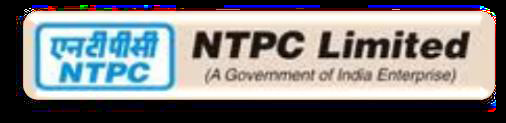 एनटीपीसी
NTPC
NTPC Limited
(A Government of India Enterprise)